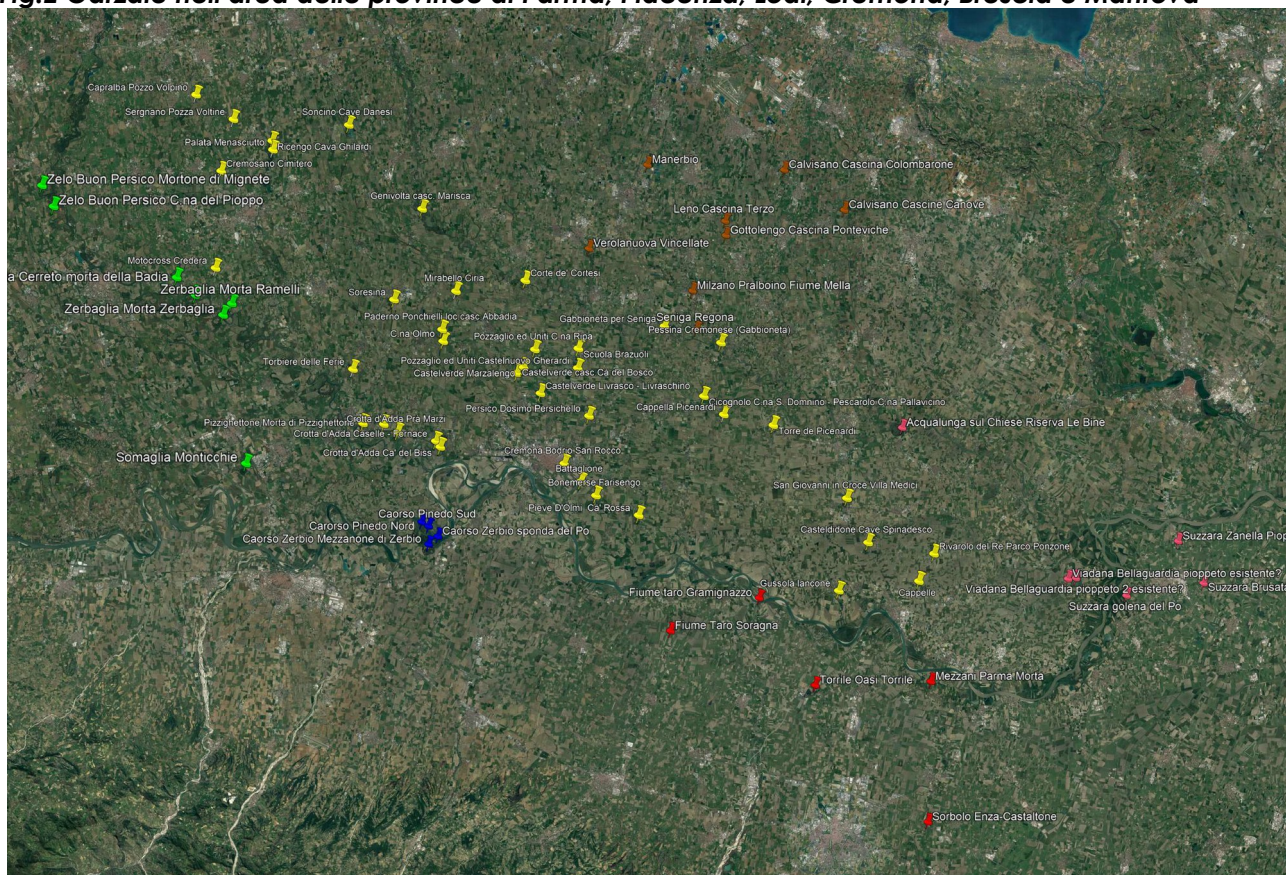 Fig.2 Garzaie nell'area delle province di Parma, Piacenza, Lodi, Cremona, Brescia e Mantova
Capralba Pozzo Volpino
Sergnano Pozza Voltine
Soncino Cave Danesi
Palata Menasciutto
Ricengo Cava Ghilardi
Cremosano Cimitero
Manerbio
Calvisano Cascina Colombarone
Zelo Buon Persico Mortone di Mignete
Zelo Buon Persico C.na del Pioppo
Genivolta casc. Marisca
Leno Cascina Terzo
Calvisano Cascine Canove
Gottolengo Cascina Ponteviche
Verolanuova Vincellate
Motocross Credera
a Cerreto morta della Badia
Corte de' Cortesi
Mirabello Ciria
Zerbaglia Morta Ramelli
Soresina
Milzano Pralboino Fiume Mella
Zerbaglia Morta Zerbaglia
Paderno Ponchielli loc casc Abbadia
Gabbioneta per Seniga
Seniga Regona
Pessina Cremonese (Gabbioneta)
C.na Olmo
Pozzaglio ed Uniti C.na Ripa
Scuola Brazuoli
Torbiere delle Ferie
Pozzaglio ed Uniti Castelnuovo Gherardi
Castelverde Marzalengo
Castelverde casc Ca del Bosco
Castelverde Livrasco - Livraschino
Cicognolo C.na S. Domnino - Pescarolo C.na Pallavicino
Persico Dosimo Persichello
Cappella Picenardi
Pizzighettone Morta di Pizzighettone
Crotta d'Adda Pra Marzi
Torre de Picenardi
Acqualunga sul Chiese Riserva Le Bine
Crotta d'Adda Caselle - Fornace
Crotta d'Adda Ca' del Biss
Somaglia Monticchie
Cremona Bodrio San Rocco
Battaglione
Bonemerse Farisengo
San Giovanni in Croce Villa Medici
Pieve D'Olmi Ca' Rossa
Caorso Pinedo Sud
Carorso Pinedo Nord
Caorso Zerbio sponda del Po
Caorso Zerbio Mezzanone di Zerbio
Casteldidone Cave Spinadesco
Suzzara Zanella Piop
Rivarolo del Re Parco Ponzone
Viadana Bellaguardia pioppeto esistente?
Gussola Iancone
Cappelle
Viadana Bellaguardia pioppeto 2 esistente?
Suzzara Brusata
Fiume taro Gramignazzo
Suzzara golena del Po
Fiume Taro Soragna
Torrile Oasi Torrile
Mezzani Parma Morta
Sorbolo Enza-Castaltone